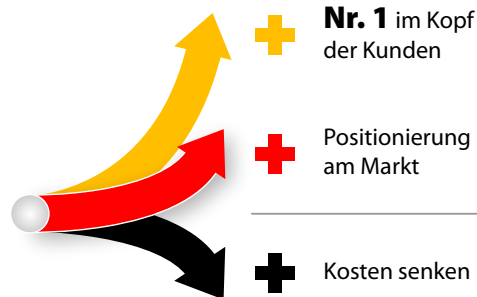 Nr. 1 im Kopf
der Kunden
Positionierung
am Markt
Kosten senken